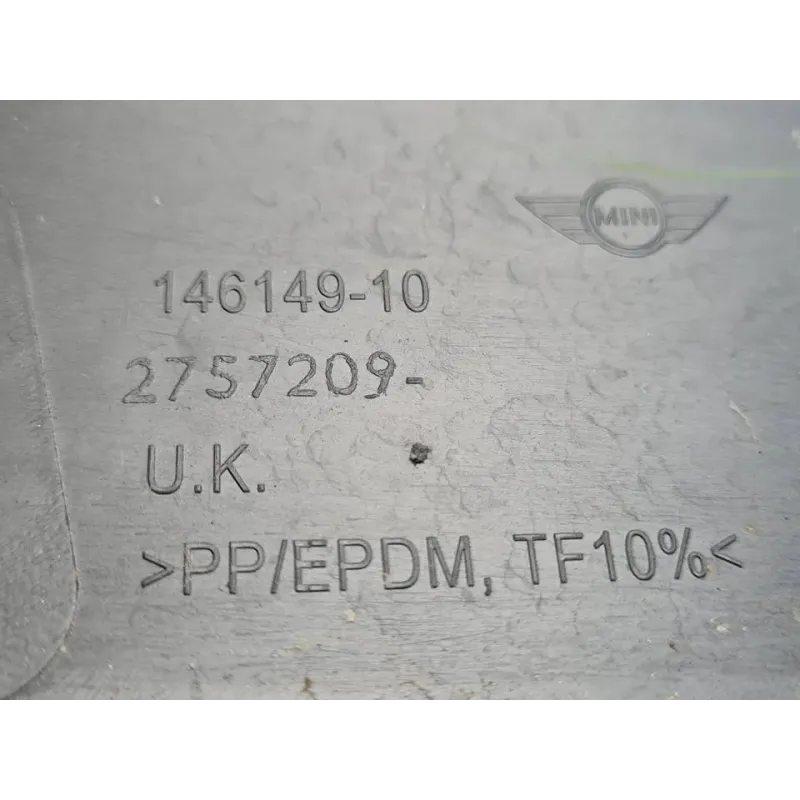 MINI
146149-10
2757209-
U.K.
>PP/EPDM, TF10%<